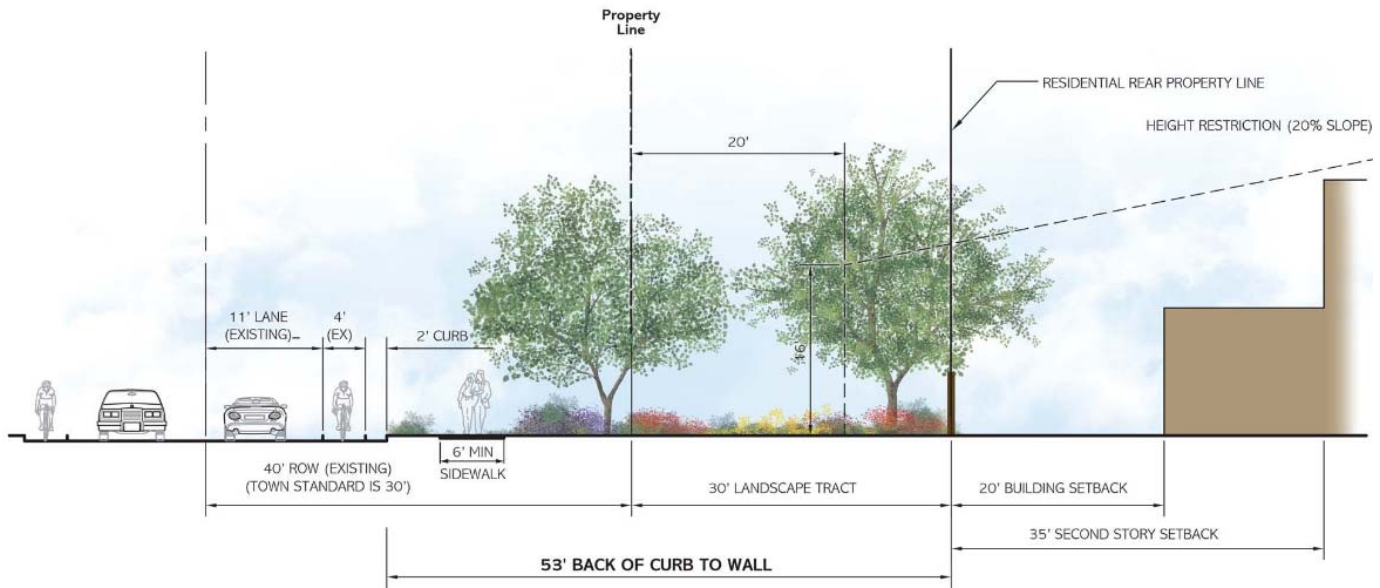 Property
Line
RESIDENTIAL REAR PROPERTY LINE
HEIGHT RESTRICTION (20% SLOPE)
20'
11' LANE
(EXISTING)
4'
(EX)
2' CURB
16'
6' MIN
SIDEWALK
40' ROW (EXISTING)
(TOWN STANDARD IS 30')
30' LANDSCAPE TRACT
20' BUILDING SETBACK
35' SECOND STORY SETBACK
53' BACK OF CURB TO WALL